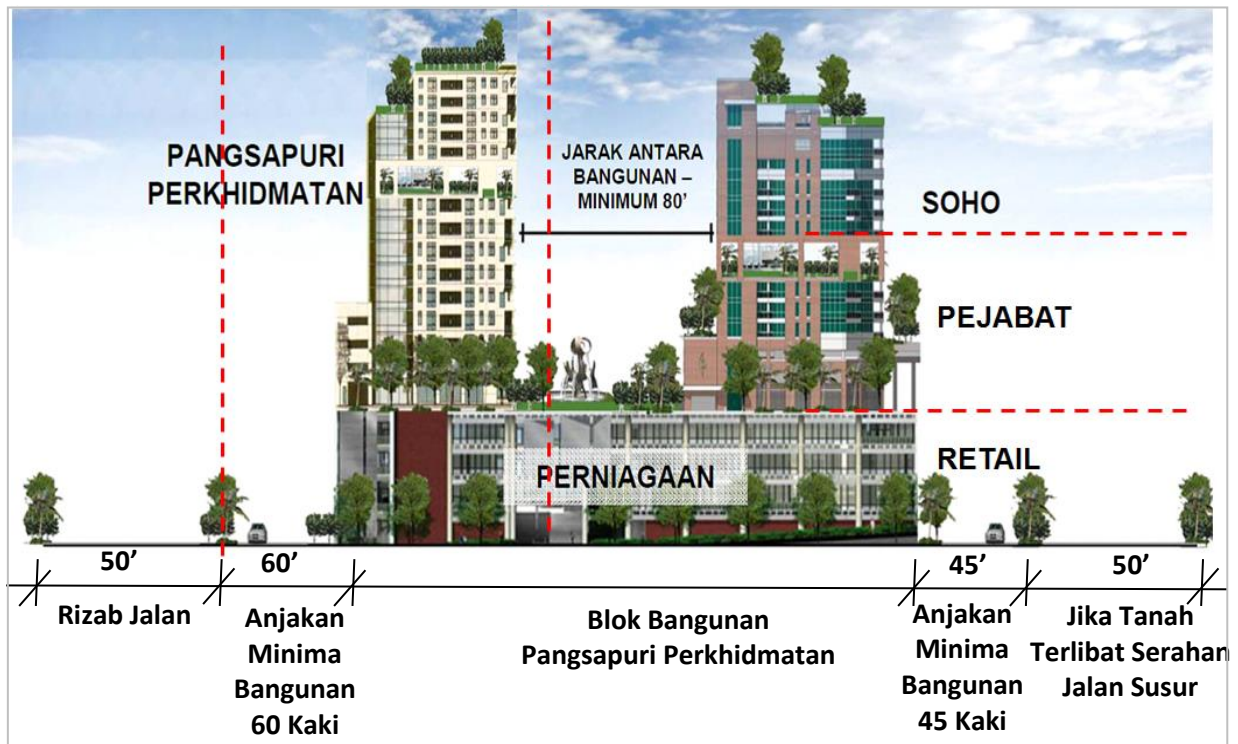 PANGSAPURI
PERKHIDMATAN
JARAK ANTARA
BANGUNAN –
MINIMUM 80'
SOHO
PEJABAT
RETAIL
PERNIAGAAN
50’
60’
45’
50’
Rizab Jalan
Anjakan
Minima
Bangunan
60 Kaki
Blok Bangunan
Pangsapuri Perkhidmatan
Anjakan
Minima
Bangunan
45 Kaki
Jika Tanah
Terlibat Serahan
Jalan Susur